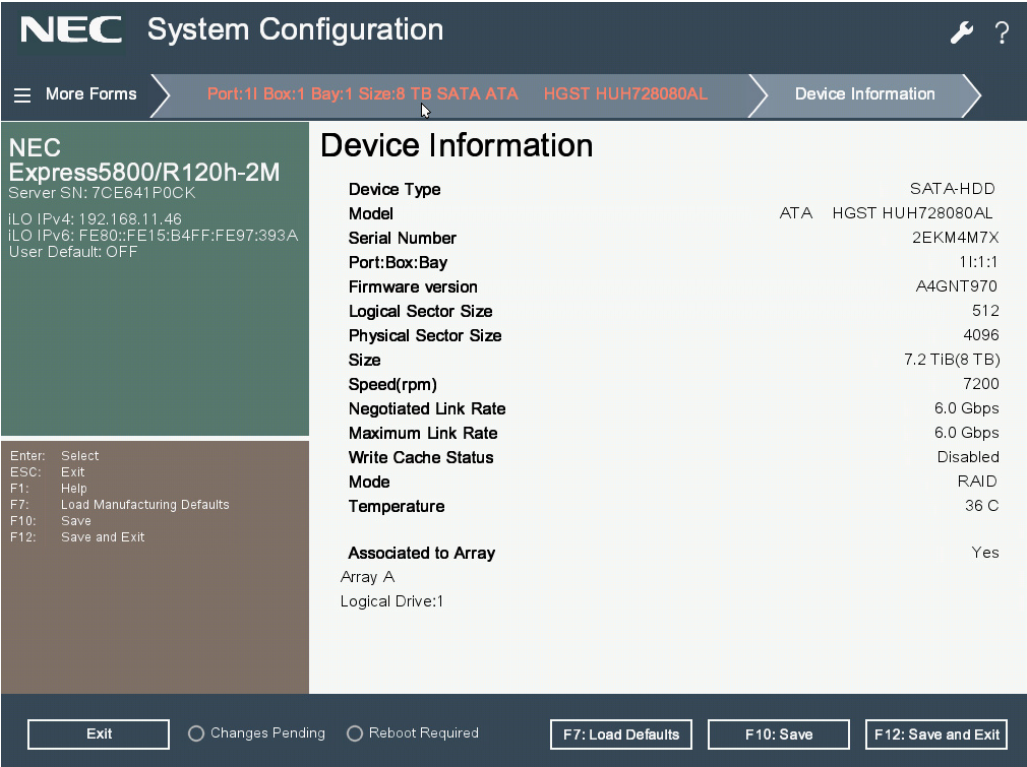 NEC System Configuration
?
More Forms
Port:1I Box:1 Bay:1 Size:8 TB SATA ATA HGST HUH728080AL
Device Information
NEC
Express5800/R120h-2M
Server SN: 7CE641P0CK
iLO IPv4: 192.168.11.46
iLO IPv6: FE80::FE15:B4FF:FE97:393A
User Default: OFF
Enter: Select
ESC: Exit
F1: Help
F7: Load Manufacturing Defaults
F10: Save
F12: Save and Exit
Device Information
Device Type SATA-HDD
Model ATA HGST HUH728080AL
Serial Number 2EKM4M7X
Port:Box:Bay 1I:1:1
Firmware version A4GNT970
Logical Sector Size 512
Physical Sector Size 4096
Size 7.2 TiB(8 TB)
Speed(rpm) 7200
Negotiated Link Rate 6.0 Gbps
Maximum Link Rate 6.0 Gbps
Write Cache Status Disabled
Mode RAID
Temperature 36 C
Associated to Array Yes
Array A
Logical Drive:1
Exit
Changes Pending
Reboot Required
F7: Load Defaults
F10: Save
F12: Save and Exit